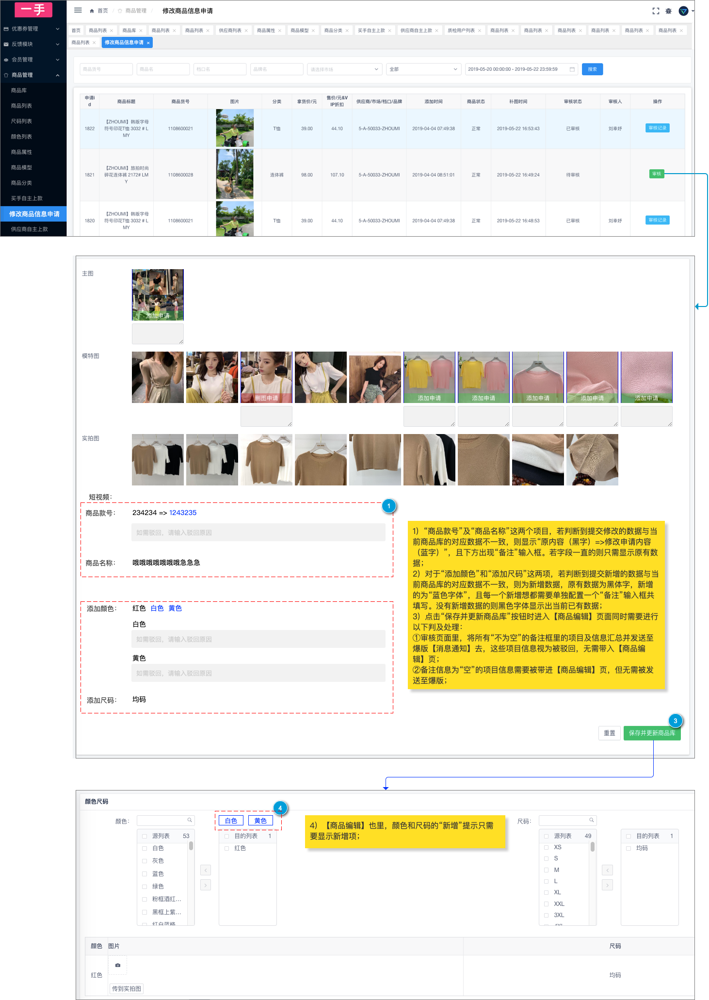 一手
首页 / 商品管理 / 修改商品信息申请
优惠券管理
反馈模块
会员管理
商品管理
商品库
商品列表
尺码列表
颜色列表
商品属性
商品模型
商品分类
买手自主上款
修改商品信息申请
供应商自主上款
首页 商品列表 × 商品库 × 商品列表 × 商品列表 × 供应商列表 × 商品属性 × 商品模型 × 商品分类 × 买手自主上款 × 供应商自主上款 × 质检用户列表 × 商品列表 × 商品列表 × 商品列表 × 商品列表 × 商品列表 × 商品列表 ×
商品列表 × 修改商品信息申请 ×
商品货号 商品名 档口名 品牌名 请选择市场 全部 2019-05-20 00:00:00 - 2019-05-22 23:59:59 搜索
申请id 商品标题 商品货号 图片 分类 拿货价/元 售价/元&VIP折扣 供应商/市场/档口/品牌 添加时间 商品状态 补图时间 审核状态 审核人 操作
1822 【ZHOUMI】韩版字母符号印花T恤 3032 # LMY 1108600021 T恤 39.00 44.10 5-A-50033-ZHOUMI 2019-04-04 07:49:38 正常 2019-05-22 16:53:43 已审核 刘幸妤 审核记录
1821 【ZHOUMI】旅拍时尚碎花连体裤 2172# LMY 1108600028 连体裤 98.00 107.10 5-A-50033-ZHOUMI 2019-04-04 08:51:01 正常 2019-05-22 16:49:24 待审核 审核
1820 【ZHOUMI】韩版字母符号印花T恤 3032 # LMY 1108600021 T恤 39.00 44.10 5-A-50033-ZHOUMI 2019-04-04 07:49:38 正常 2019-05-22 16:48:53 已审核 刘幸妤 审核记录
主图
添加申请
模特图
删图申请 添加申请 添加申请 添加申请 添加申请 添加申请
实拍图
短视频：
1
商品款号： 234234 => 1243235
如需驳回，请输入驳回原因
商品名称： 哦哦哦哦哦哦哦急急急
添加颜色： 红色 白色 黄色
白色
如需驳回，请输入驳回原因
黄色
如需驳回，请输入驳回原因
添加尺码： 均码
1）“商品款号”及“商品名称”这两个项目，若判断到提交修改的数据与当
前商品库的对应数据不一致，则显示“原内容（黑字）=>修改申请内容
（蓝字）”，且下方出现“备注”输入框。若字段一直的则只需显示原有数
据；
2）对于“添加颜色”和“添加尺码”这两项，若判断到提交新增的数据与当
前商品库的对应数据不一致，则为新增数据，原有数据为黑体字，新增
的为“蓝色字体”，且每一个新增想都需要单独配置一个“备注”输入框共
填写。没有新增数据的则黑色字体显示出当前已有数据；
3）点击“保存并更新商品库”按钮时进入【商品编辑】页面同时需要进行
以下判及处理：
①审核页面里，将所有“不为空”的备注框里的项目及信息汇总并发送至
爆版【消息通知】去，这些项目信息视为被驳回，无需带入【商品编
辑】页；
②备注信息为“空”的项目信息需要被带进【商品编辑】页，但无需被发
送至爆版；
3
重置 保存并更新商品库
颜色尺码
4
颜色： 白色 黄色
源列表 53
白色
灰色
蓝色
绿色
粉框酒红...
黑框上紫...
红白蓝格
目的列表 1
红色
4）【商品编辑】也里，颜色和尺码的“新增”提示只需
要显示新增项；
尺码：
源列表 49
XS
S
M
L
XL
XXL
3XL
4XL
目的列表 1
均码
颜色 图片 尺码
红色 均码
传到实拍图